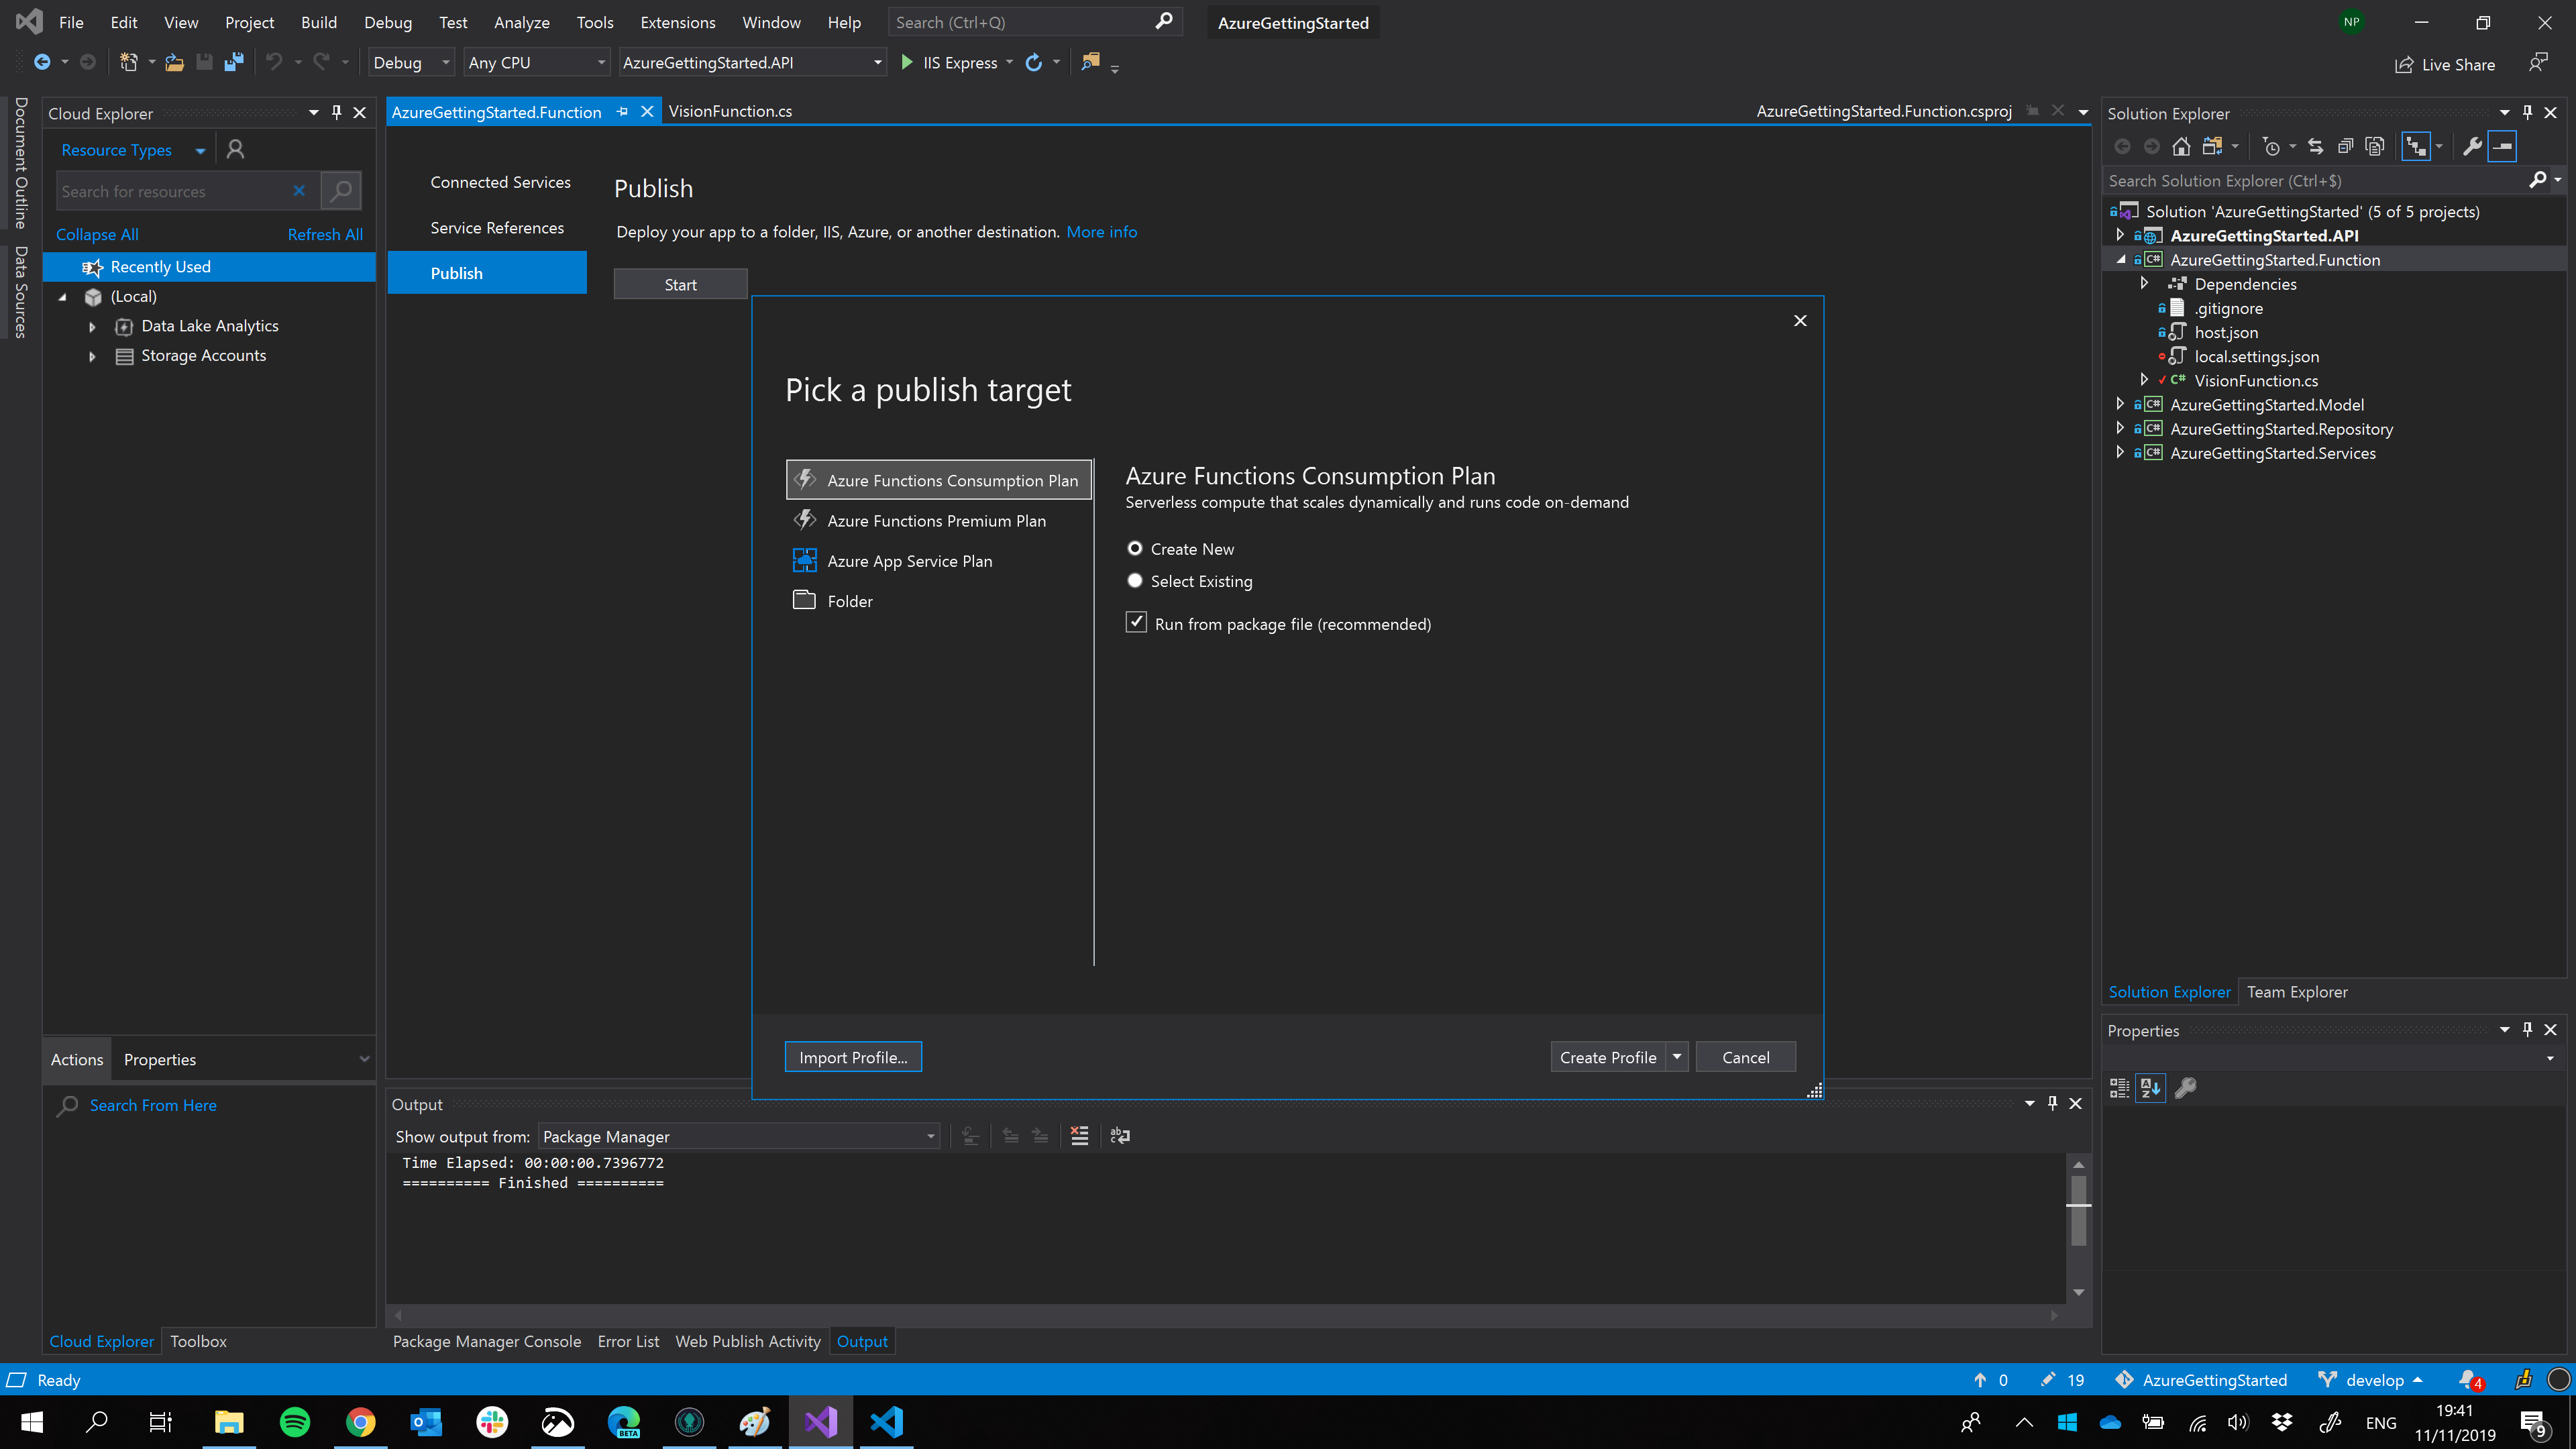 File Edit View Project Build Debug Test Analyze Tools Extensions Window Help Search (Ctrl+Q) AzureGettingStarted NP
Debug Any CPU AzureGettingStarted.API IIS Express Live Share
Document Outline
Data Sources
Cloud Explorer
Resource Types
Search for resources
Collapse All Refresh All
Recently Used
(Local)
Data Lake Analytics
Storage Accounts
Actions Properties
Search From Here
Cloud Explorer Toolbox
AzureGettingStarted.Function VisionFunction.cs AzureGettingStarted.Function.csproj
Connected Services
Service References
Publish
Publish
Deploy your app to a folder, IIS, Azure, or another destination. More info
Start
Pick a publish target
Azure Functions Consumption Plan
Azure Functions Premium Plan
Azure App Service Plan
Folder
Azure Functions Consumption Plan
Serverless compute that scales dynamically and runs code on-demand
Create New
Select Existing
Run from package file (recommended)
Import Profile... Create Profile Cancel
Output
Show output from: Package Manager
Time Elapsed: 00:00:00.7396772
========== Finished ==========
Package Manager Console Error List Web Publish Activity Output
Solution Explorer
Search Solution Explorer (Ctrl+$)
Solution 'AzureGettingStarted' (5 of 5 projects)
AzureGettingStarted.API
C# AzureGettingStarted.Function
Dependencies
.gitignore
host.json
local.settings.json
C# VisionFunction.cs
C# AzureGettingStarted.Model
C# AzureGettingStarted.Repository
C# AzureGettingStarted.Services
Solution Explorer Team Explorer
Properties
Ready 0 19 AzureGettingStarted develop 4
BETA ENG 19:41
11/11/2019 9